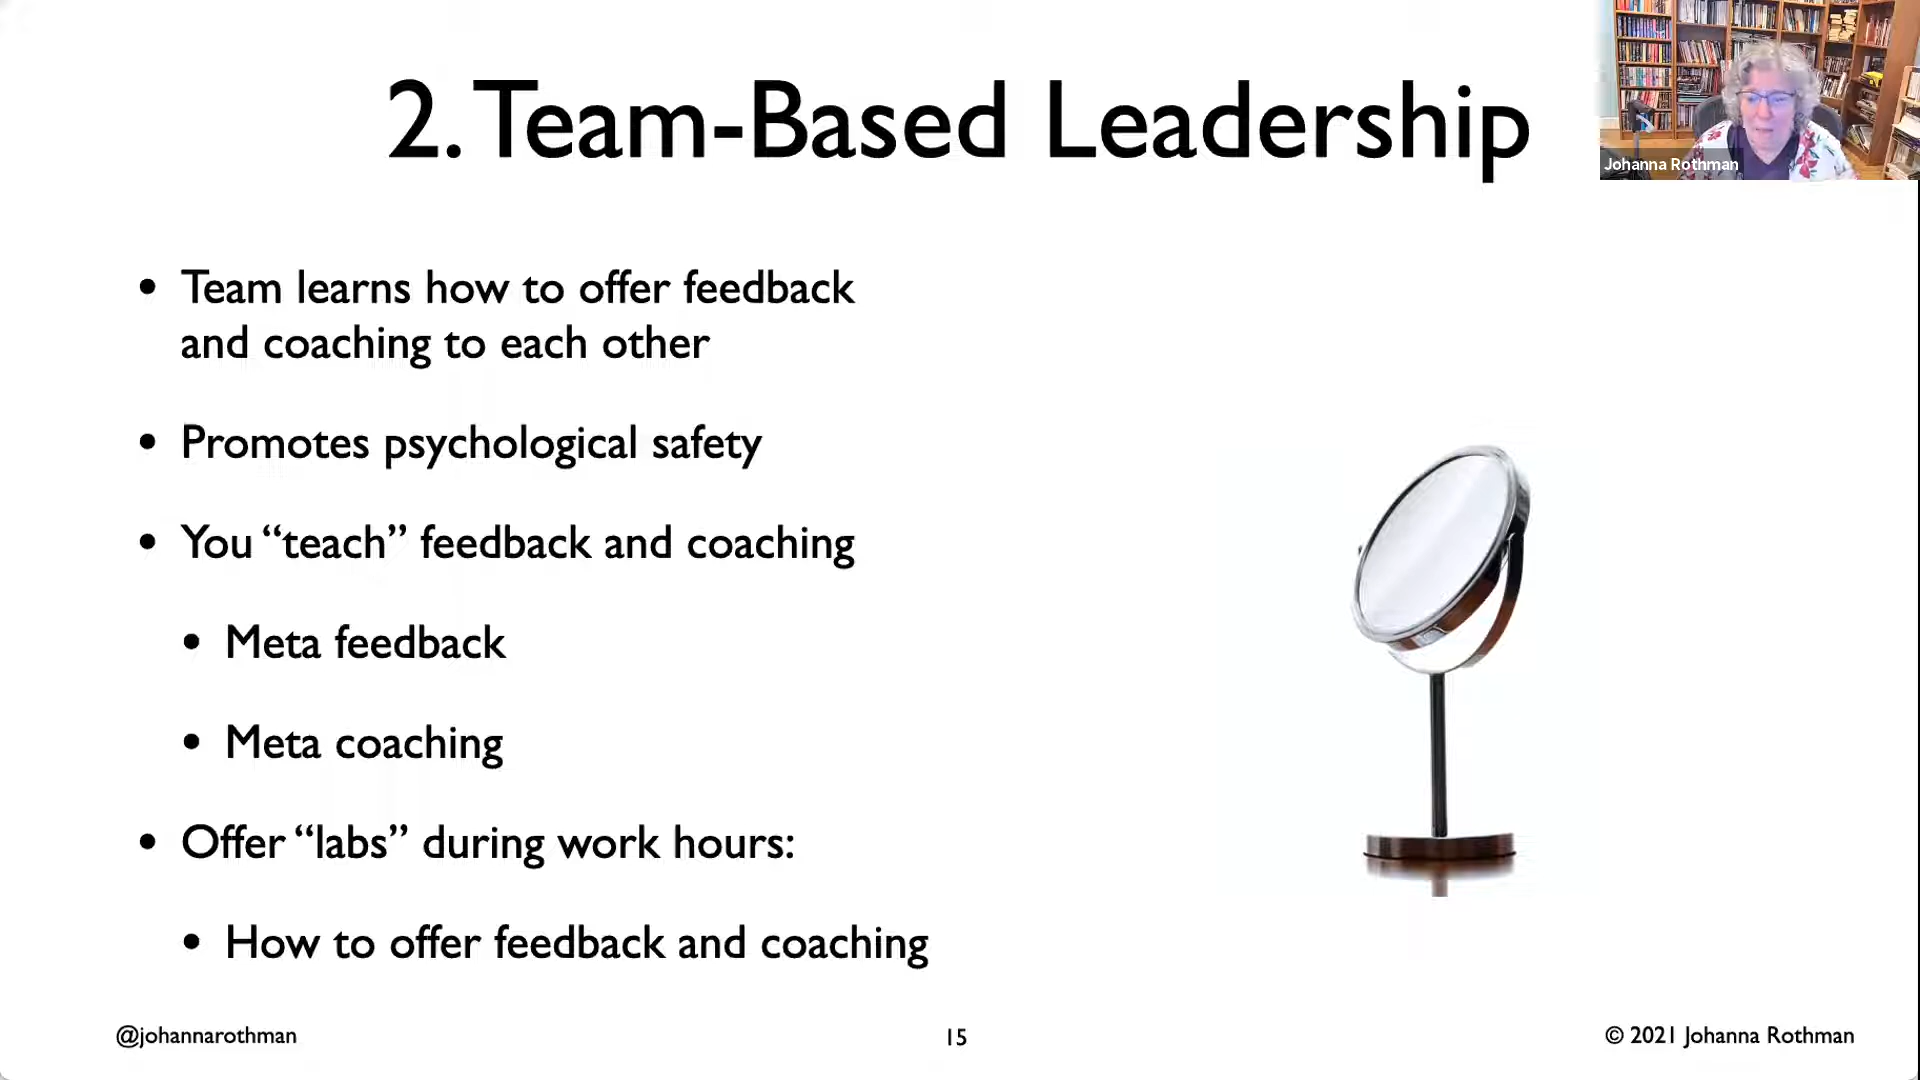 2. Team-Based Leadership
Johanna Rothman
• Team learns how to offer feedback
and coaching to each other
• Promotes psychological safety
• You “teach” feedback and coaching
• Meta feedback
• Meta coaching
• Offer “labs” during work hours:
• How to offer feedback and coaching
@johannarothman
15
© 2021 Johanna Rothman